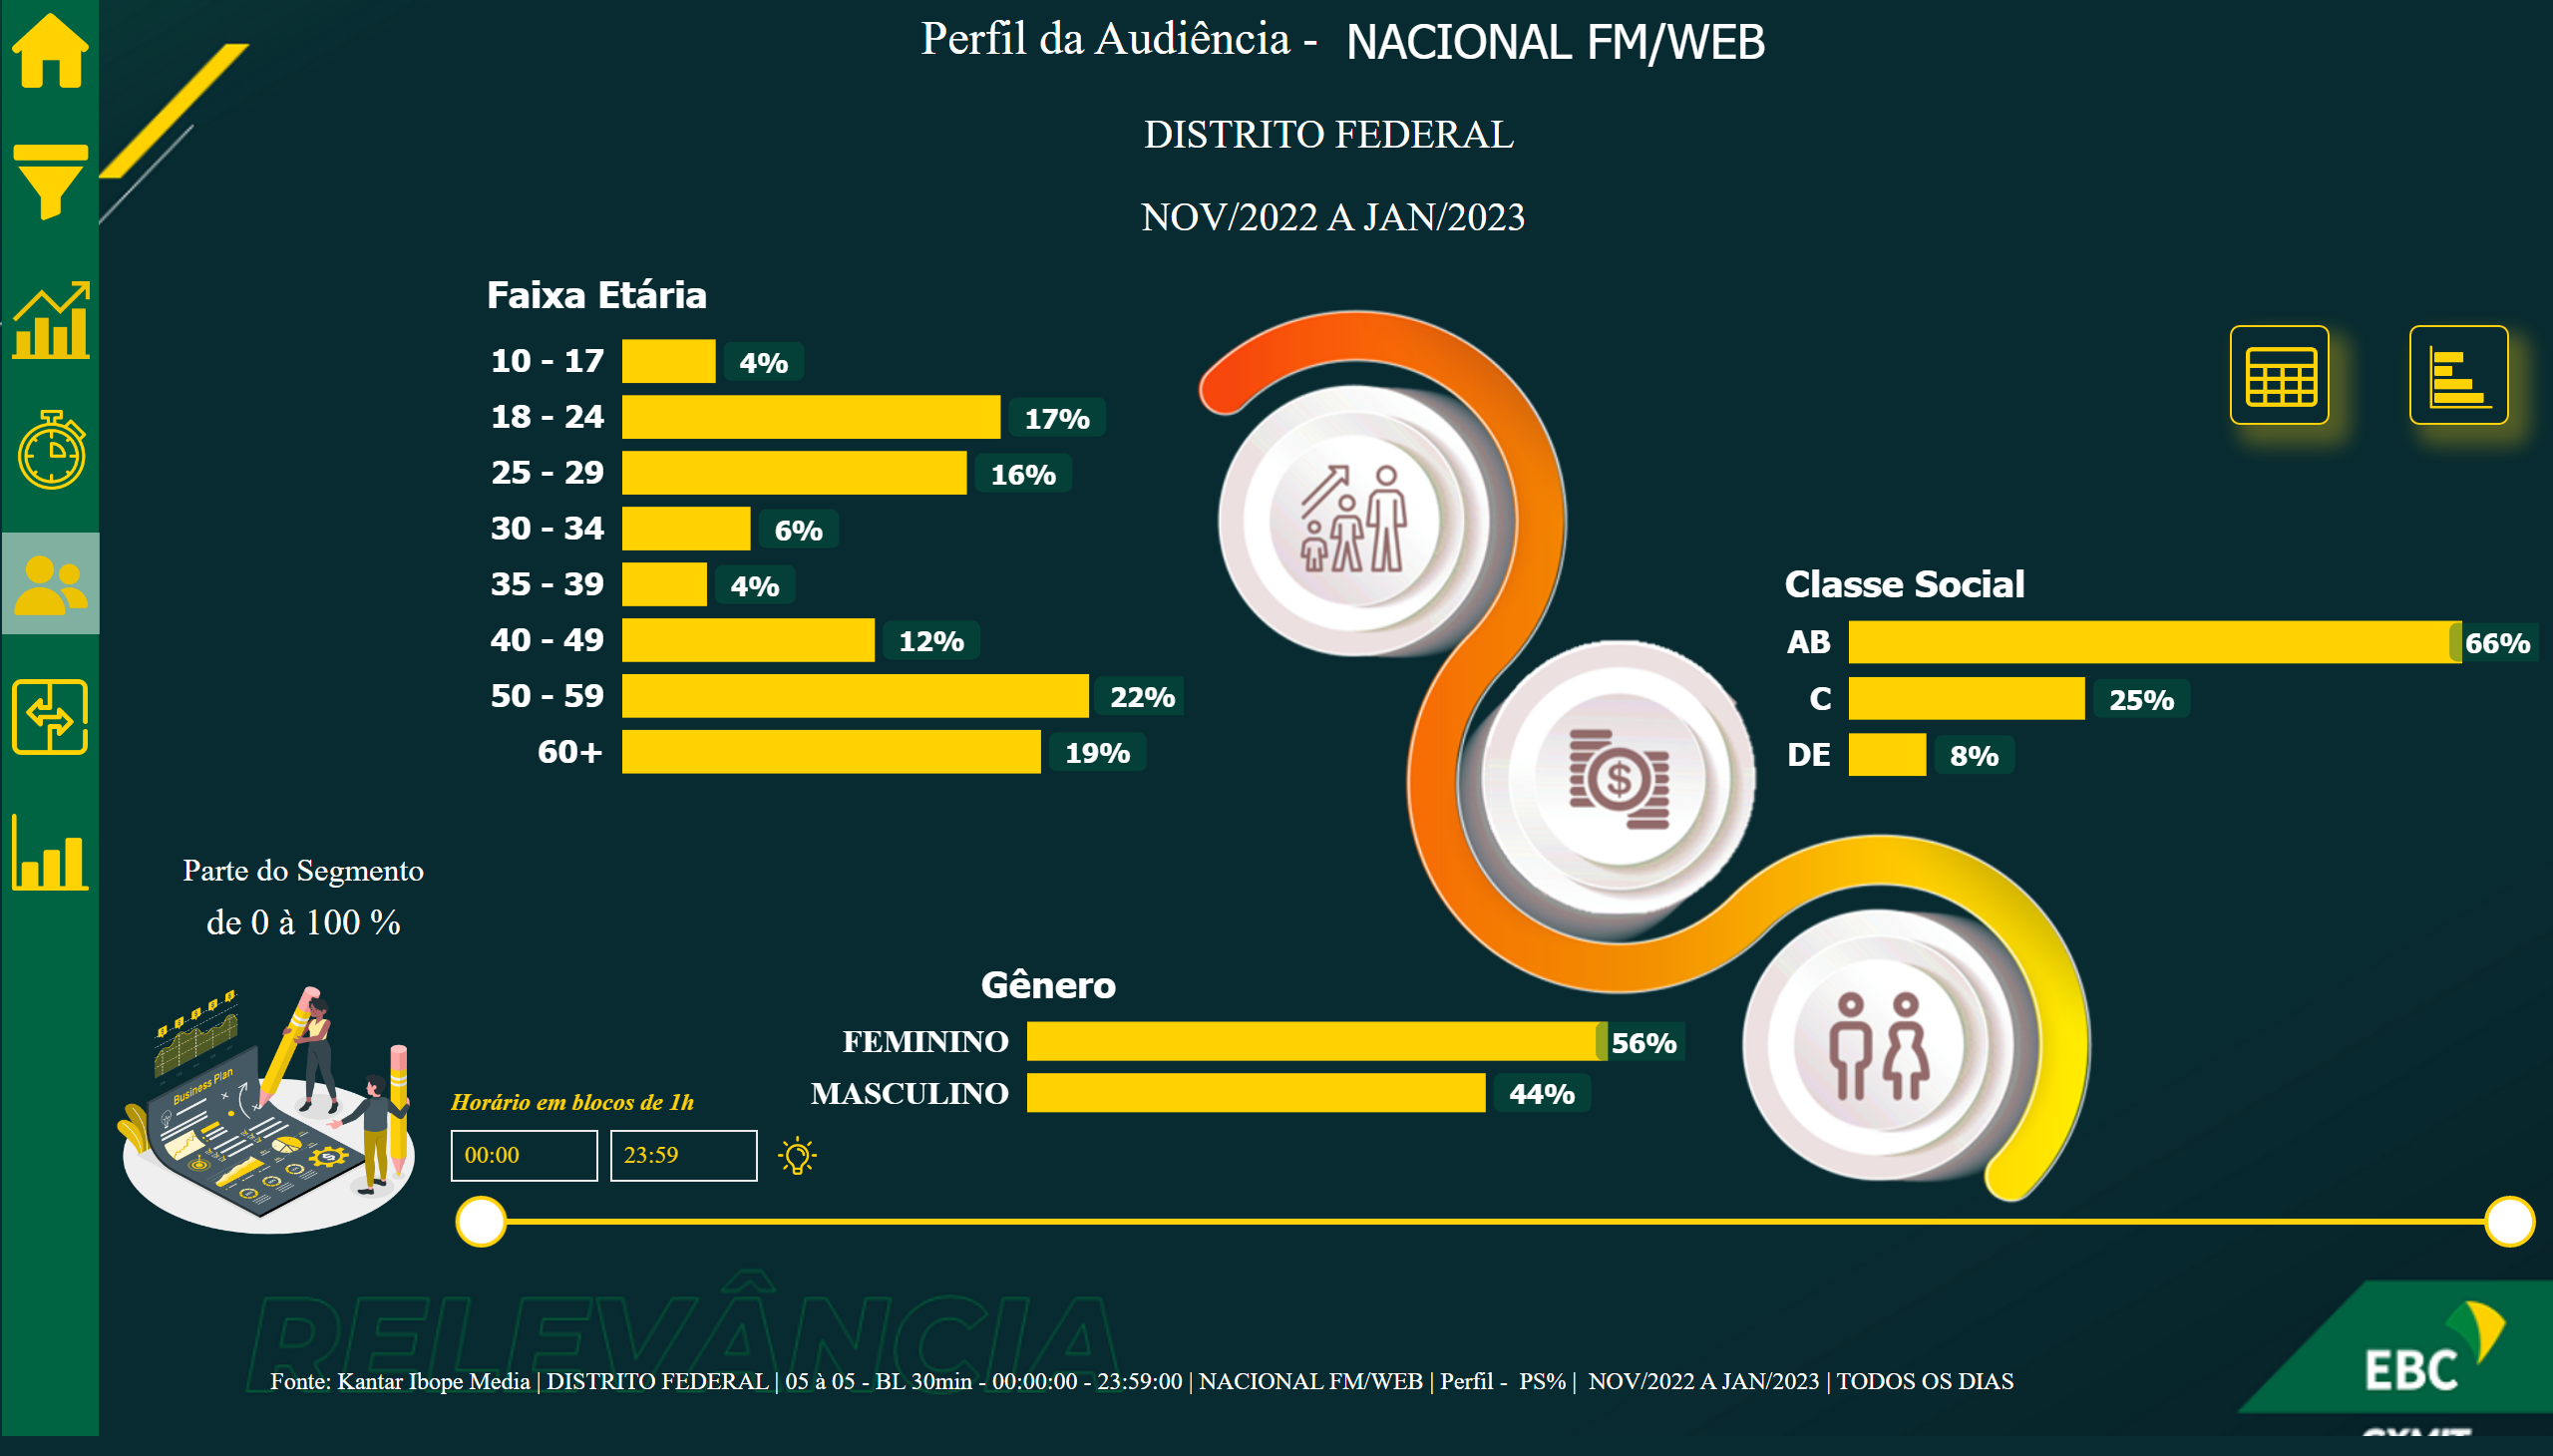 Perfil da Audiência - NACIONAL FM/WEB
DISTRITO FEDERAL
NOV/2022 A JAN/2023
Faixa Etária
10 - 17 4%
18 - 24 17%
25 - 29 16%
30 - 34 6%
35 - 39 4%
40 - 49 12%
50 - 59 22%
60+ 19%
Classe Social
AB 66%
C 25%
DE 8%
Parte do Segmento
de 0 à 100 %
Gênero
FEMININO 56%
MASCULINO 44%
Business Plan
Horário em blocos de 1h
00:00 23:59
RELEVÂNCIA
Fonte: Kantar Ibope Media | DISTRITO FEDERAL | 05 à 05 - BL 30min - 00:00:00 - 23:59:00 | NACIONAL FM/WEB | Perfil - PS% | NOV/2022 A JAN/2023 | TODOS OS DIAS
EBC